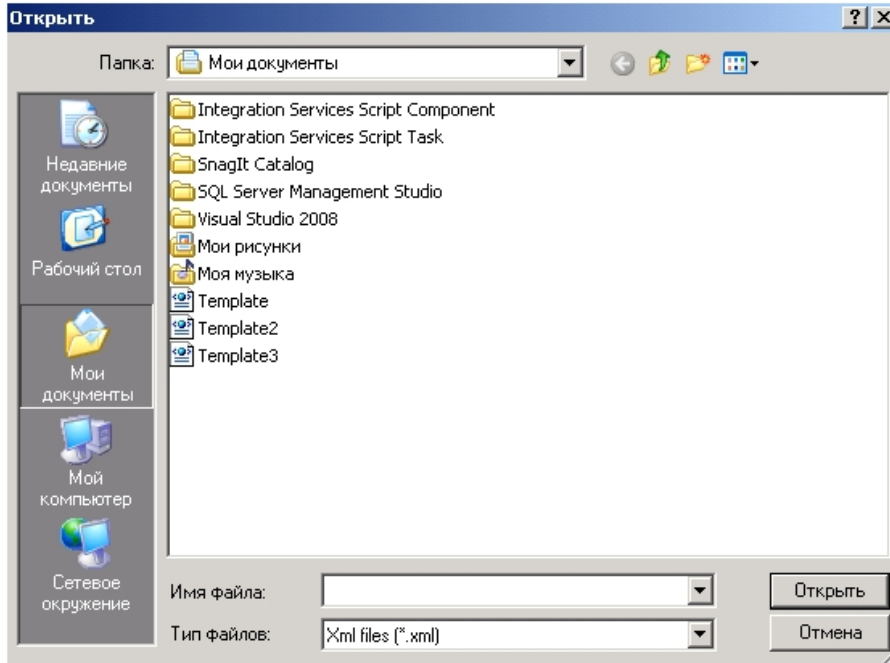 Открыть
Папка: Мои документы
Недавние
документы
Рабочий стол
Мои
документы
Мой
компьютер
Сетевое
окружение
Integration Services Script Component
Integration Services Script Task
SnagIt Catalog
SQL Server Management Studio
Visual Studio 2008
Мои рисунки
Моя музыка
Template
Template2
Template3
Имя файла: Открыть
Тип файлов: Xml files (*.xml) Отмена